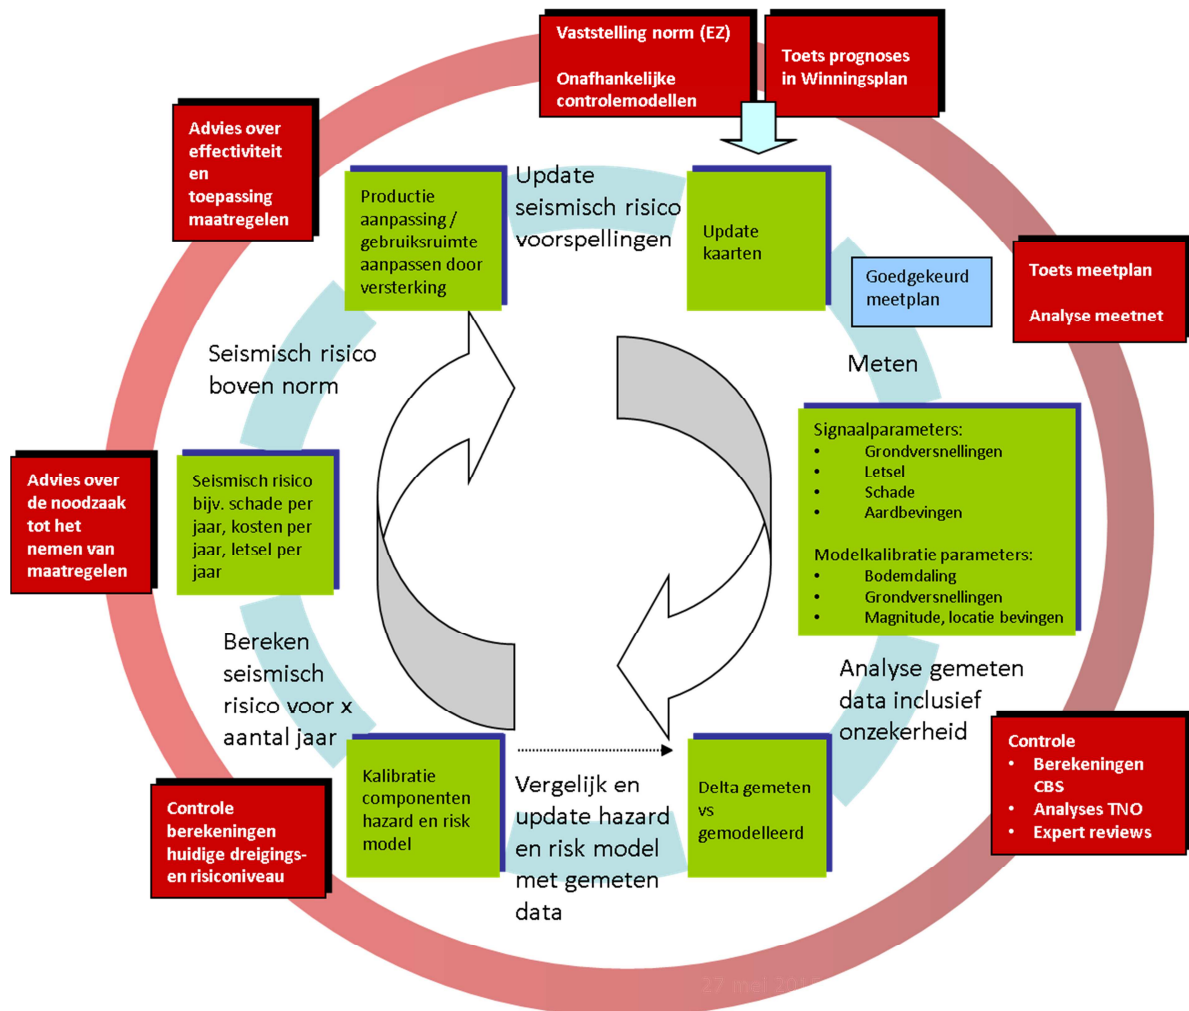 Vaststelling norm (EZ)
Onafhankelijke
controlemodellen
Toets prognoses
in Winningsplan
Advies over
effectiviteit
en
toepassing
maatregelen
Productie
aanpassing /
gebruiksruimte
aanpassen door
versterking
Update
seismisch risico
voorspellingen
Update
kaarten
Goedgekeurd
meetplan
Toets meetplan
Analyse meetnet
Meten
Seismisch risico
boven norm
Signaalparameters:
• Grondversnellingen
• Letsel
• Schade
• Aardbevingen
Modelkalibratie parameters:
• Bodemdaling
• Grondversnellingen
• Magnitude, locatie bevingen
Advies over
de noodzaak
tot het
nemen van
maatregelen
Seismisch risico
bijv. schade per
jaar, kosten per
jaar, letsel per
jaar
Bereken
seismisch
risico voor x
aantal jaar
Analyse gemeten
data inclusief
onzekerheid
Controle
• Berekeningen
CBS
• Analyses TNO
• Expert reviews
Kalibratie
componenten
hazard en risk
model
Vergelijk en
update hazard
en risk model
met gemeten
data
Delta gemeten
vs
gemodelleerd
Controle
berekeningen
huidige dreigings-
en risiconiveau
27 mei